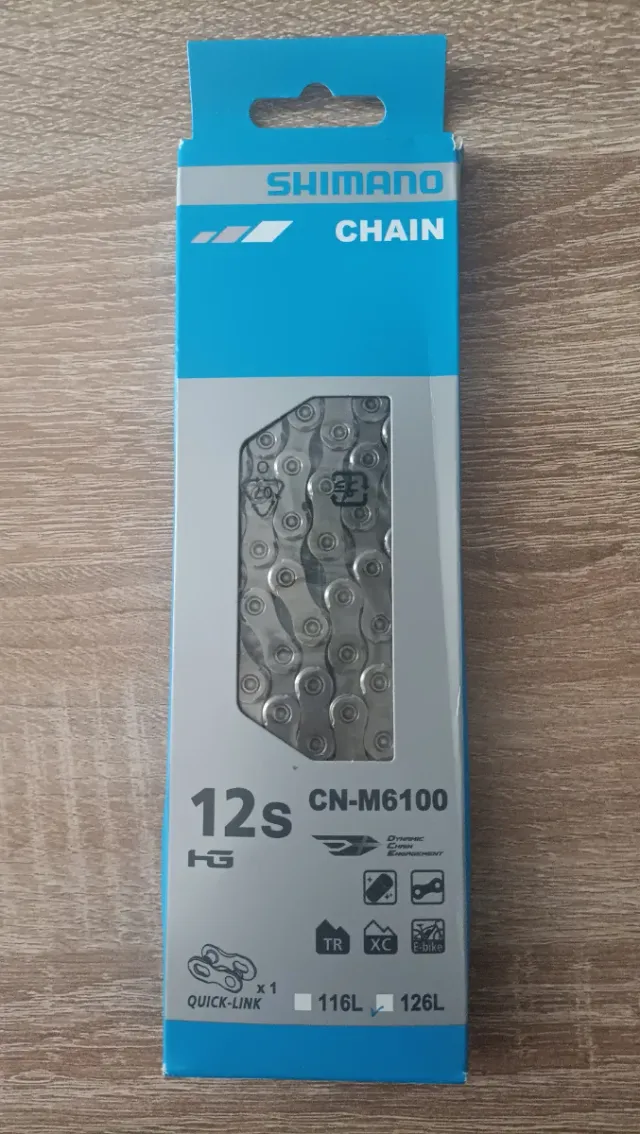 SHIMANO
CHAIN
12s
CN-M6100
HG
DYNAMIC
CHAIN
ENGAGEMENT
TR
XC
E-bike
x 1
QUICK-LINK
116L
126L